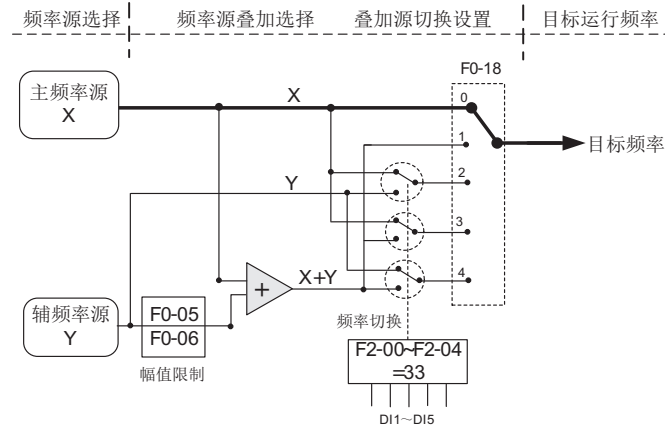 频率源选择
频率源叠加选择
叠加源切换设置
目标运行频率
F0-18
主频率源
X
X
0
1
目标频率
2
Y
3
X+Y
4
辅频率源
Y
F0-05
F0-06
幅值限制
+
频率切换
F2-00~F2-04
=33
DI1～DI5